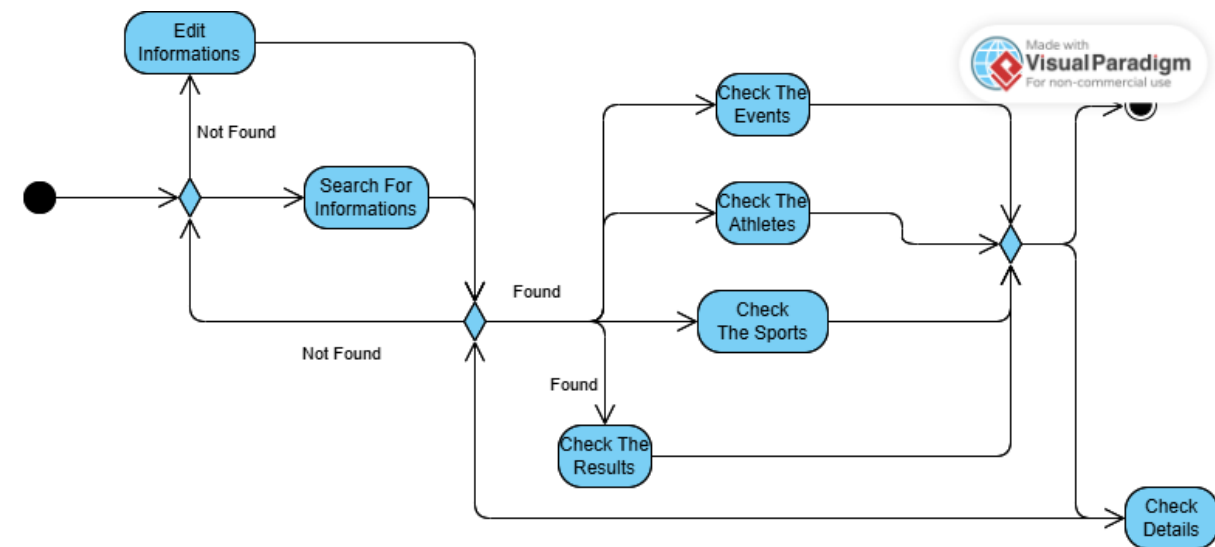 Edit
Informations
Made with
Visual Paradigm
For non-commercial use
Check The
Events
Not Found
Search For
Informations
Check The
Athletes
Found
Check
The Sports
Not Found
Found
Check The
Results
Check
Details